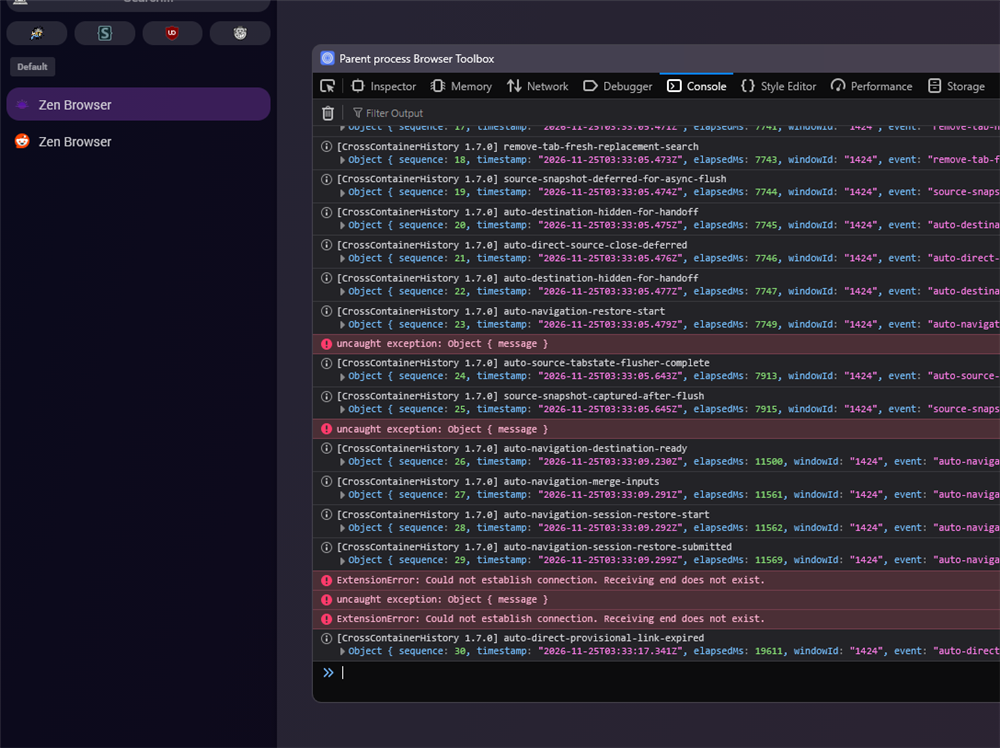 S
UD
Default
Zen Browser
Zen Browser
Parent process Browser Toolbox
Inspector Memory Network Debugger Console Style Editor Performance Storage
Filter Output
Object { sequence: 17, timestamp: "2026-11-25T03:33:05.471Z", elapsedMs: 7741, windowId: "1424", event: "remove-tab-
[CrossContainerHistory 1.7.0] remove-tab-fresh-replacement-search
Object { sequence: 18, timestamp: "2026-11-25T03:33:05.473Z", elapsedMs: 7743, windowId: "1424", event: "remove-tab-f
[CrossContainerHistory 1.7.0] source-snapshot-deferred-for-async-flush
Object { sequence: 19, timestamp: "2026-11-25T03:33:05.474Z", elapsedMs: 7744, windowId: "1424", event: "source-snaps
[CrossContainerHistory 1.7.0] auto-destination-hidden-for-handoff
Object { sequence: 20, timestamp: "2026-11-25T03:33:05.475Z", elapsedMs: 7745, windowId: "1424", event: "auto-destina
[CrossContainerHistory 1.7.0] auto-direct-source-close-deferred
Object { sequence: 21, timestamp: "2026-11-25T03:33:05.476Z", elapsedMs: 7746, windowId: "1424", event: "auto-direct-
[CrossContainerHistory 1.7.0] auto-destination-hidden-for-handoff
Object { sequence: 22, timestamp: "2026-11-25T03:33:05.477Z", elapsedMs: 7747, windowId: "1424", event: "auto-destina
[CrossContainerHistory 1.7.0] auto-navigation-restore-start
Object { sequence: 23, timestamp: "2026-11-25T03:33:05.479Z", elapsedMs: 7749, windowId: "1424", event: "auto-navigat
uncaught exception: Object { message }
[CrossContainerHistory 1.7.0] auto-source-tabstate-flusher-complete
Object { sequence: 24, timestamp: "2026-11-25T03:33:05.643Z", elapsedMs: 7913, windowId: "1424", event: "auto-source-
[CrossContainerHistory 1.7.0] source-snapshot-captured-after-flush
Object { sequence: 25, timestamp: "2026-11-25T03:33:05.645Z", elapsedMs: 7915, windowId: "1424", event: "source-snaps
uncaught exception: Object { message }
[CrossContainerHistory 1.7.0] auto-navigation-destination-ready
Object { sequence: 26, timestamp: "2026-11-25T03:33:09.230Z", elapsedMs: 11500, windowId: "1424", event: "auto-naviga
[CrossContainerHistory 1.7.0] auto-navigation-merge-inputs
Object { sequence: 27, timestamp: "2026-11-25T03:33:09.291Z", elapsedMs: 11561, windowId: "1424", event: "auto-naviga
[CrossContainerHistory 1.7.0] auto-navigation-session-restore-start
Object { sequence: 28, timestamp: "2026-11-25T03:33:09.292Z", elapsedMs: 11562, windowId: "1424", event: "auto-naviga
[CrossContainerHistory 1.7.0] auto-navigation-session-restore-submitted
Object { sequence: 29, timestamp: "2026-11-25T03:33:09.299Z", elapsedMs: 11569, windowId: "1424", event: "auto-naviga
ExtensionError: Could not establish connection. Receiving end does not exist.
uncaught exception: Object { message }
ExtensionError: Could not establish connection. Receiving end does not exist.
[CrossContainerHistory 1.7.0] auto-direct-provisional-link-expired
Object { sequence: 30, timestamp: "2026-11-25T03:33:17.341Z", elapsedMs: 19611, windowId: "1424", event: "auto-direct